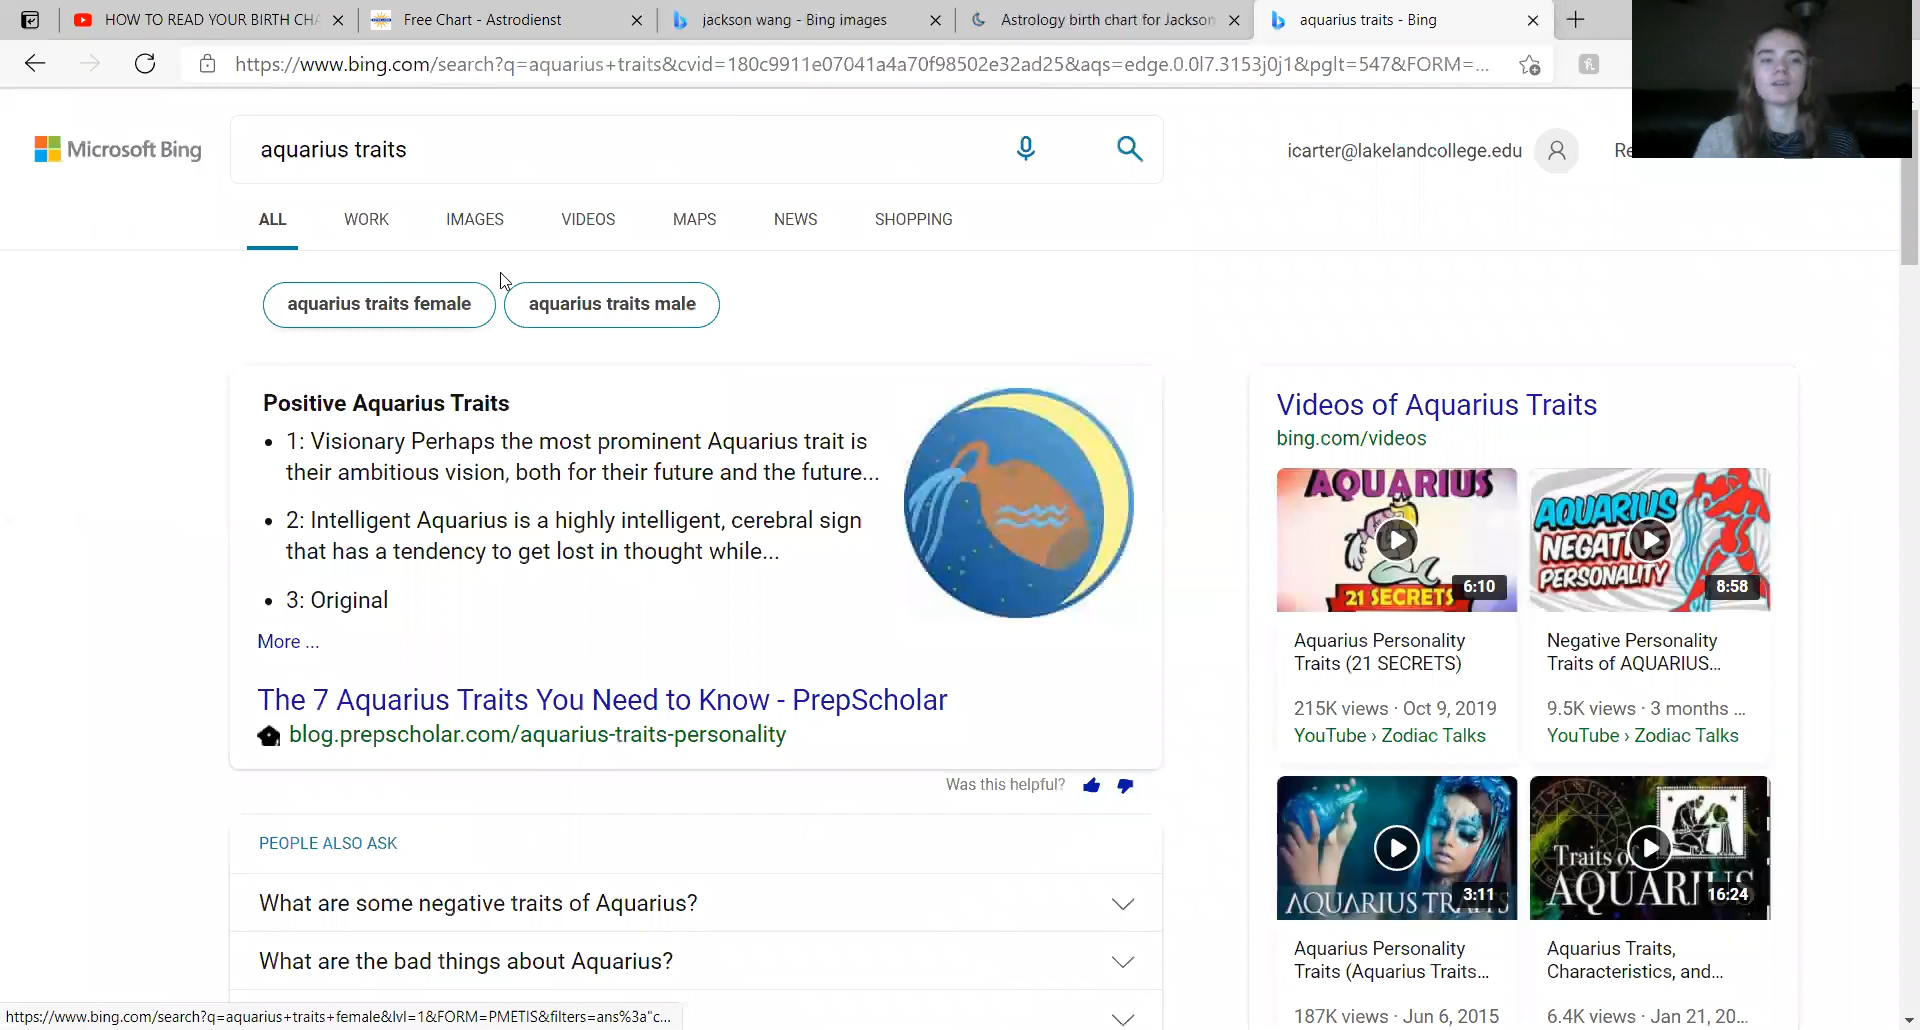 HOW TO READ YOUR BIRTH CHA
Free Chart - Astrodienst
jackson wang - Bing images
Astrology birth chart for Jackson
aquarius traits - Bing
https://www.bing.com/search?q=aquarius+traits&cvid=180c9911e07041a4a70f98502e32ad25&aqs=edge.0.0l7.3153j0j1&pglt=547&FORM=...
Microsoft Bing
aquarius traits
icarter@lakelandcollege.edu
Re
ALL
WORK
IMAGES
VIDEOS
MAPS
NEWS
SHOPPING
aquarius traits female
aquarius traits male
Positive Aquarius Traits
• 1: Visionary Perhaps the most prominent Aquarius trait is
their ambitious vision, both for their future and the future...
• 2: Intelligent Aquarius is a highly intelligent, cerebral sign
that has a tendency to get lost in thought while...
• 3: Original
More ...
The 7 Aquarius Traits You Need to Know - PrepScholar
blog.prepscholar.com/aquarius-traits-personality
Was this helpful?
PEOPLE ALSO ASK
What are some negative traits of Aquarius?
What are the bad things about Aquarius?
https://www.bing.com/search?q=aquarius+traits+female&lvl=1&FORM=PMETIS&filters=ans%3a"c...
Videos of Aquarius Traits
bing.com/videos
AQUARIUS
21 SECRETS
6:10
Aquarius Personality
Traits (21 SECRETS)
215K views · Oct 9, 2019
YouTube › Zodiac Talks
AQUARIUS
NEGATIVE
PERSONALITY
8:58
Negative Personality
Traits of AQUARIUS...
9.5K views · 3 months ...
YouTube › Zodiac Talks
AQUARIUS TRAITS
3:11
Aquarius Personality
Traits (Aquarius Traits...
187K views · Jun 6, 2015
Traits of
AQUARIUS
16:24
Aquarius Traits,
Characteristics, and...
6.4K views · Jan 21, 20...